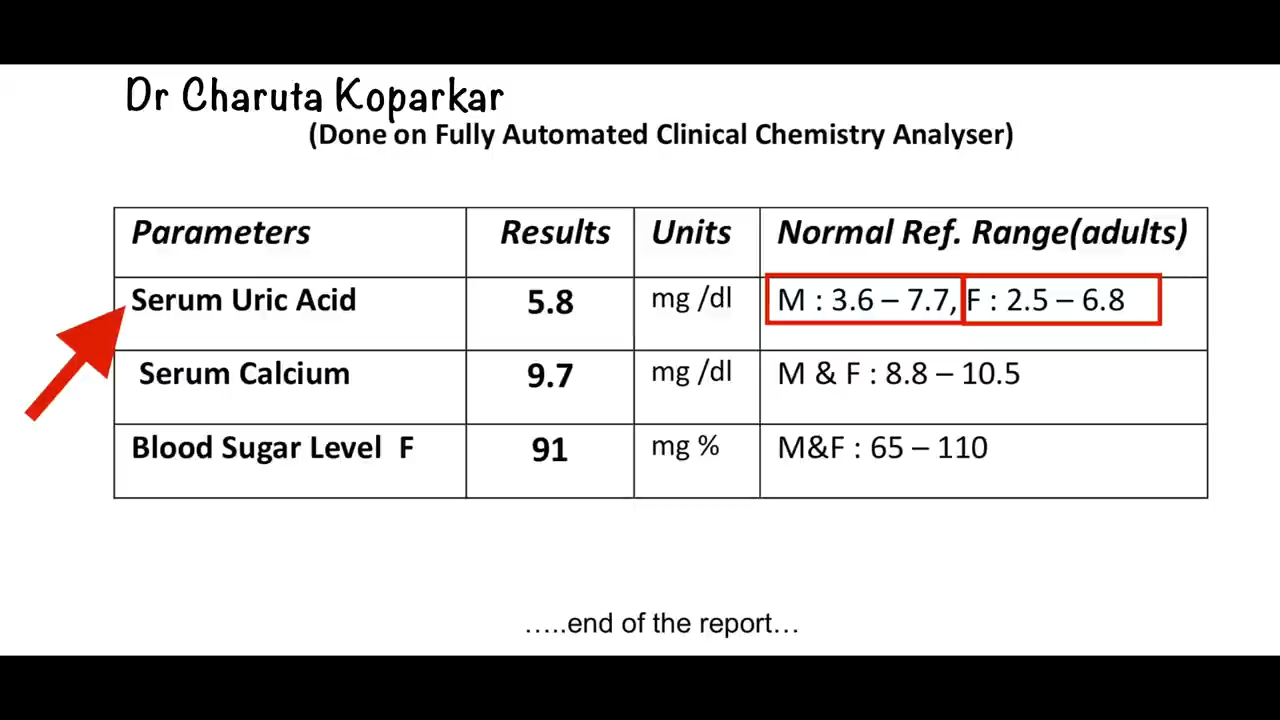 Dr Charuta Koparkar
(Done on Fully Automated Clinical Chemistry Analyser)
Parameters Results Units Normal Ref. Range(adults)
Serum Uric Acid 5.8 mg /dl M : 3.6 – 7.7, F : 2.5 – 6.8
Serum Calcium 9.7 mg /dl M & F : 8.8 – 10.5
Blood Sugar Level F 91 mg % M&F : 65 – 110
…..end of the report…